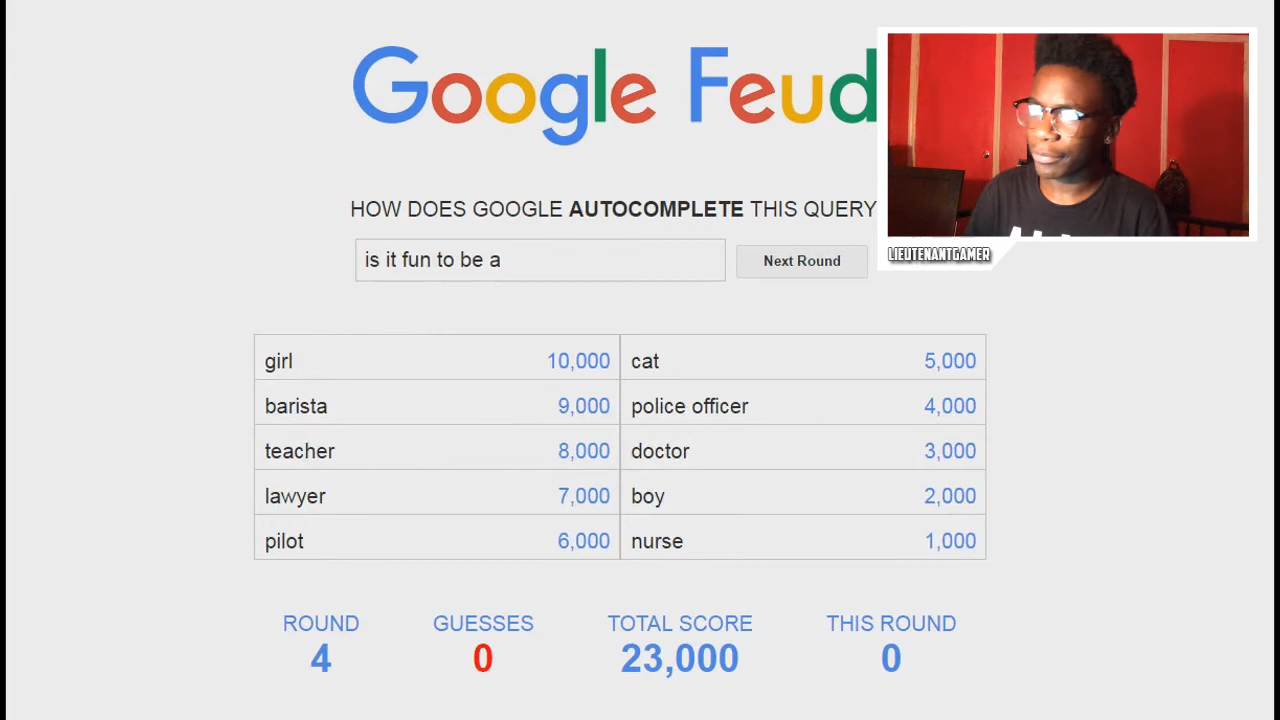 Google Feud
HOW DOES GOOGLE AUTOCOMPLETE THIS QUERY
is it fun to be a
Next Round
LIEUTENANTGAMER
girl 10,000 cat 5,000
barista 9,000 police officer 4,000
teacher 8,000 doctor 3,000
lawyer 7,000 boy 2,000
pilot 6,000 nurse 1,000
ROUND GUESSES TOTAL SCORE THIS ROUND
4 0 23,000 0